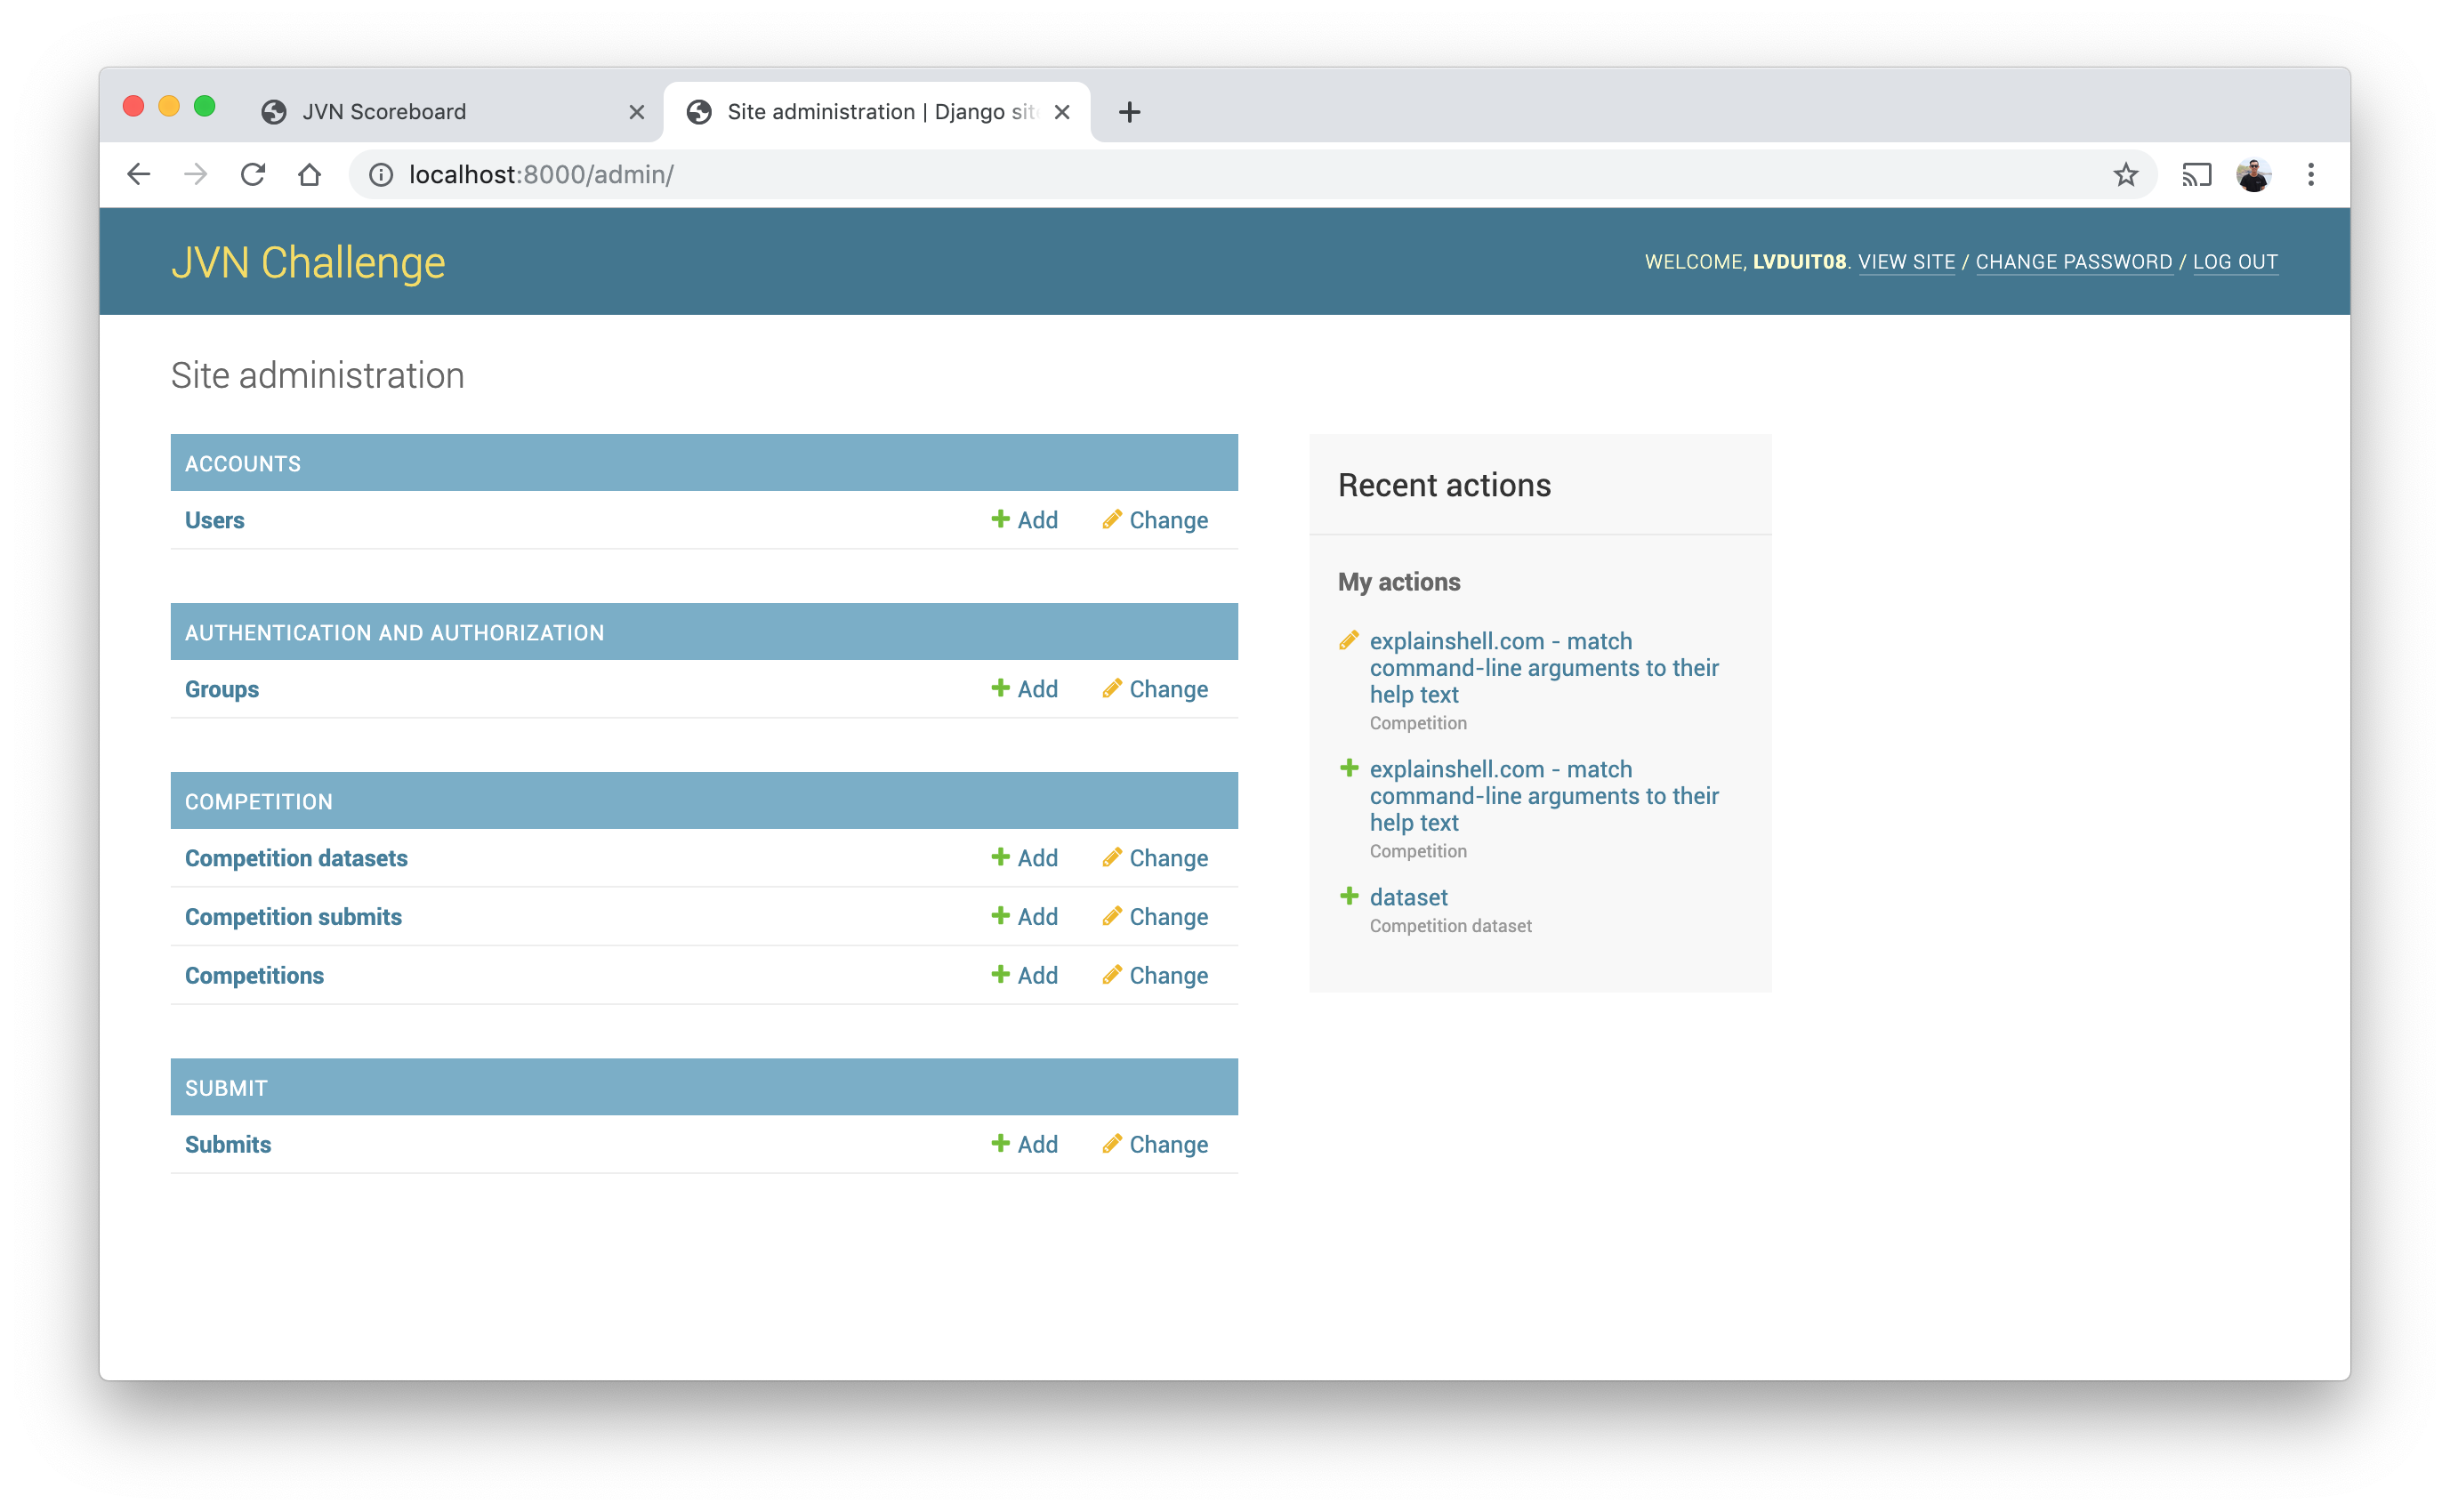 JVN Scoreboard
Site administration | Django sit
localhost:8000/admin/
JVN Challenge
WELCOME, LVDUIT08. VIEW SITE / CHANGE PASSWORD / LOG OUT
Site administration
ACCOUNTS
Users Add Change
AUTHENTICATION AND AUTHORIZATION
Groups Add Change
COMPETITION
Competition datasets Add Change
Competition submits Add Change
Competitions Add Change
SUBMIT
Submits Add Change
Recent actions
My actions
explainshell.com - match
command-line arguments to their
help text
Competition
explainshell.com - match
command-line arguments to their
help text
Competition
dataset
Competition dataset